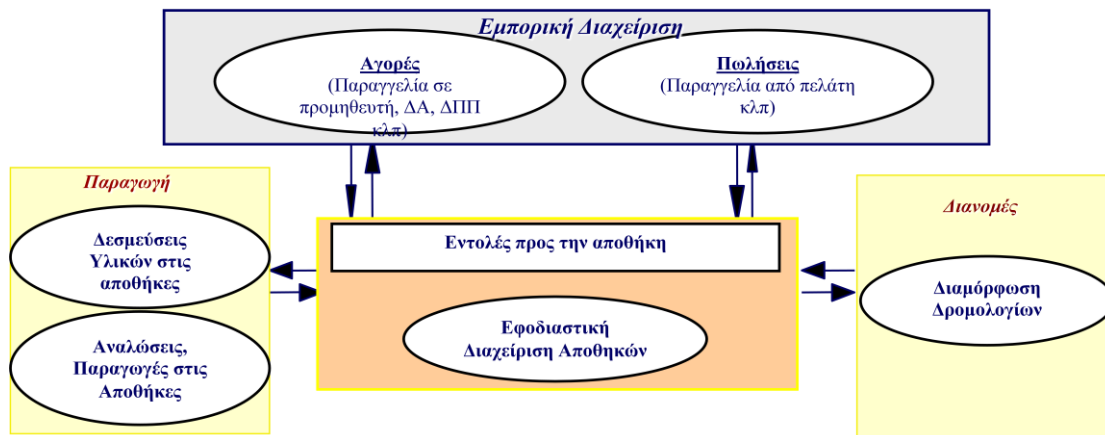 Εμπορική Διαχείριση
Αγορές
(Παραγγελία σε
προμηθευτή, ΔΑ, ΔΠΠ
κλπ)
Πωλήσεις
(Παραγγελία από πελάτη
κλπ)
Παραγωγή
Δεσμεύσεις
Υλικών στις
αποθήκες
Αναλώσεις,
Παραγωγές στις
Αποθήκες
Εντολές προς την αποθήκη
Εφοδιαστική
Διαχείριση Αποθηκών
Διανομές
Διαμόρφωση
Δρομολογίων